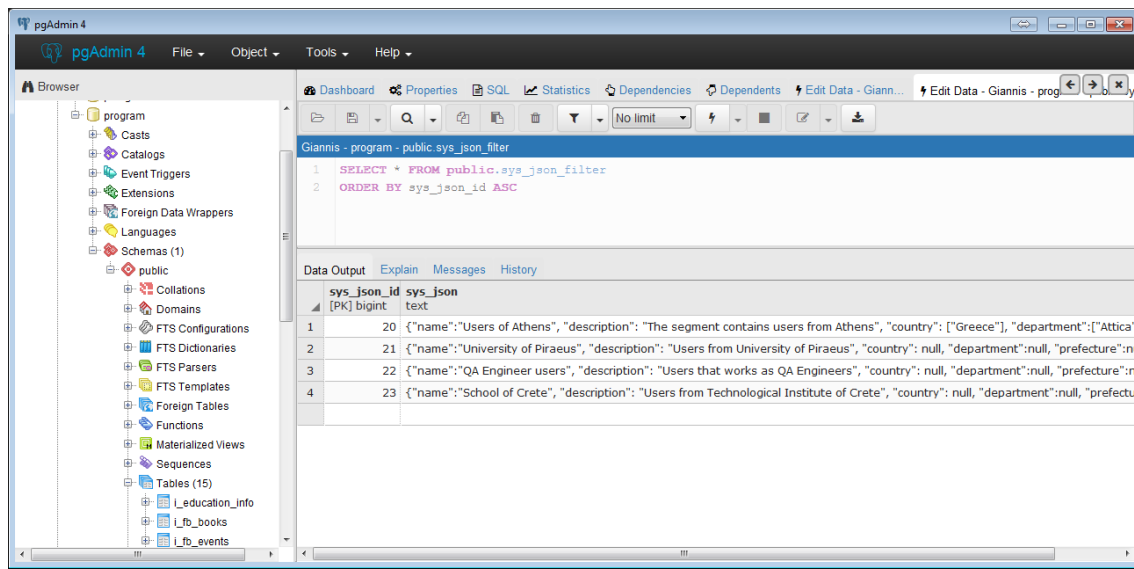 pgAdmin 4
pgAdmin 4 File Object Tools Help
Browser
Dashboard Properties SQL Statistics Dependencies Dependents Edit Data - Giann... Edit Data - Giannis - prog
program
No limit
Casts
Catalogs
Event Triggers
Extensions
Foreign Data Wrappers
Languages
Schemas (1)
public
Collations
Domains
FTS Configurations
FTS Dictionaries
FTS Parsers
FTS Templates
Foreign Tables
Functions
Materialized Views
Sequences
Tables (15)
i_education_info
i_fb_books
i_fb_events
Giannis - program - public.sys_json_filter
1 SELECT * FROM public.sys_json_filter
2 ORDER BY sys_json_id ASC
Data Output Explain Messages History
sys_json_id sys_json
[PK] bigint text
1 20 {"name":"Users of Athens", "description": "The segment contains users from Athens", "country": ["Greece"], "department":["Attica"
2 21 {"name":"University of Piraeus", "description": "Users from University of Piraeus", "country": null, "department":null, "prefecture":n
3 22 {"name":"QA Engineer users", "description": "Users that works as QA Engineers", "country": null, "department":null, "prefecture":n
4 23 {"name":"School of Crete", "description": "Users from Technological Institute of Crete", "country": null, "department":null, "prefectu